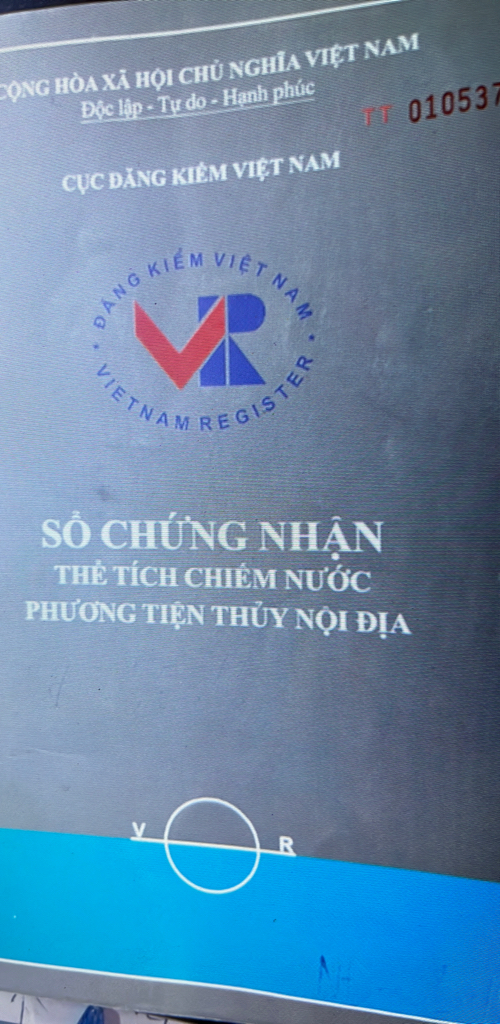 CỘNG HÒA XÃ HỘI CHỦ NGHĨA VIỆT NAM
Độc lập - Tự do - Hạnh phúc
TT 010537
CỤC ĐĂNG KIỂM VIỆT NAM
ĐĂNG KIỂM VIỆT NAM
VR
VIETNAM REGISTER
SỔ CHỨNG NHẬN
THỂ TÍCH CHIẾM NƯỚC
PHƯƠNG TIỆN THỦY NỘI ĐỊA
V R